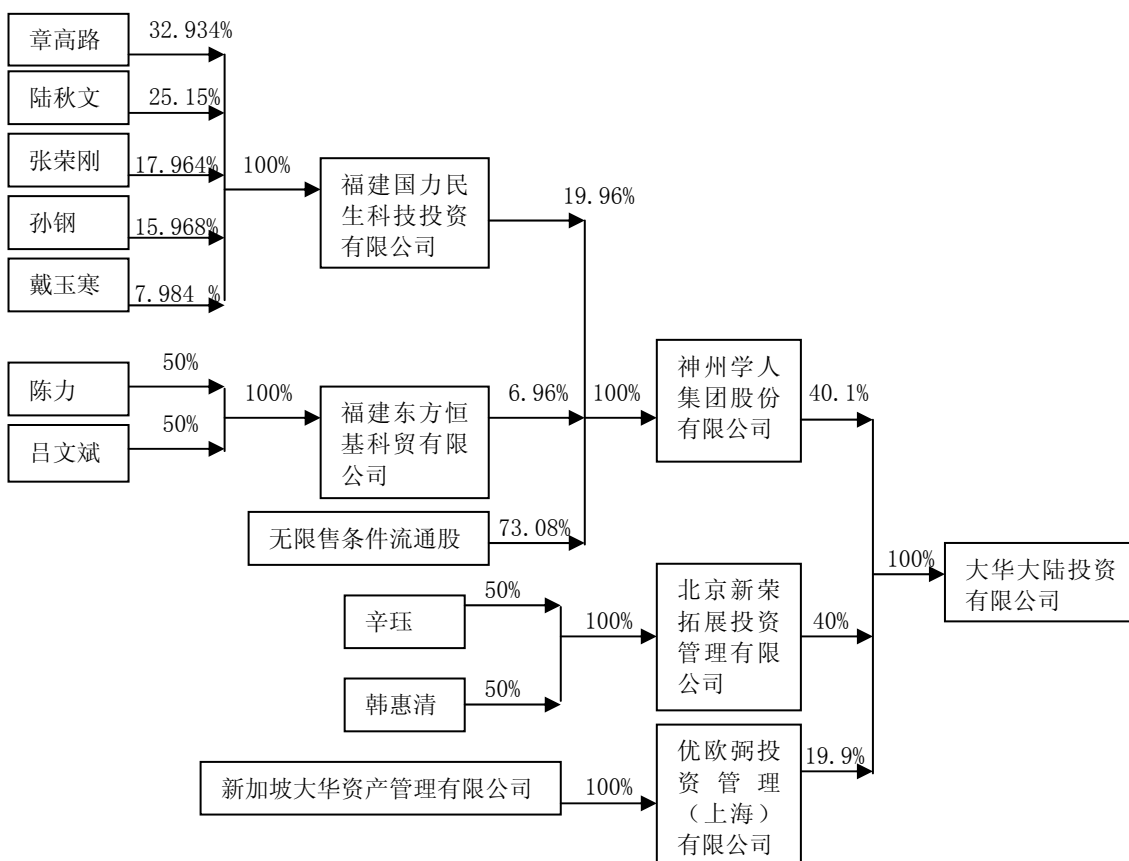 章高路
32.934%
陆秋文
25.15%
张荣刚
17.964%
孙钢
15.968%
戴玉寒
7.984 %
100%
福建国力民
生科技投资
有限公司
19.96%
陈力
50%
吕文斌
50%
100%
福建东方恒
基科贸有限
公司
6.96%
无限售条件流通股
73.08%
100%
神州学人
集团股份
有限公司
40.1%
辛珏
50%
韩惠清
50%
100%
北京新荣
拓展投资
管理有限
公司
40%
新加坡大华资产管理有限公司
100%
优欧弼投
资管理
（上海）
有限公司
19.9%
100%
大华大陆投资
有限公司